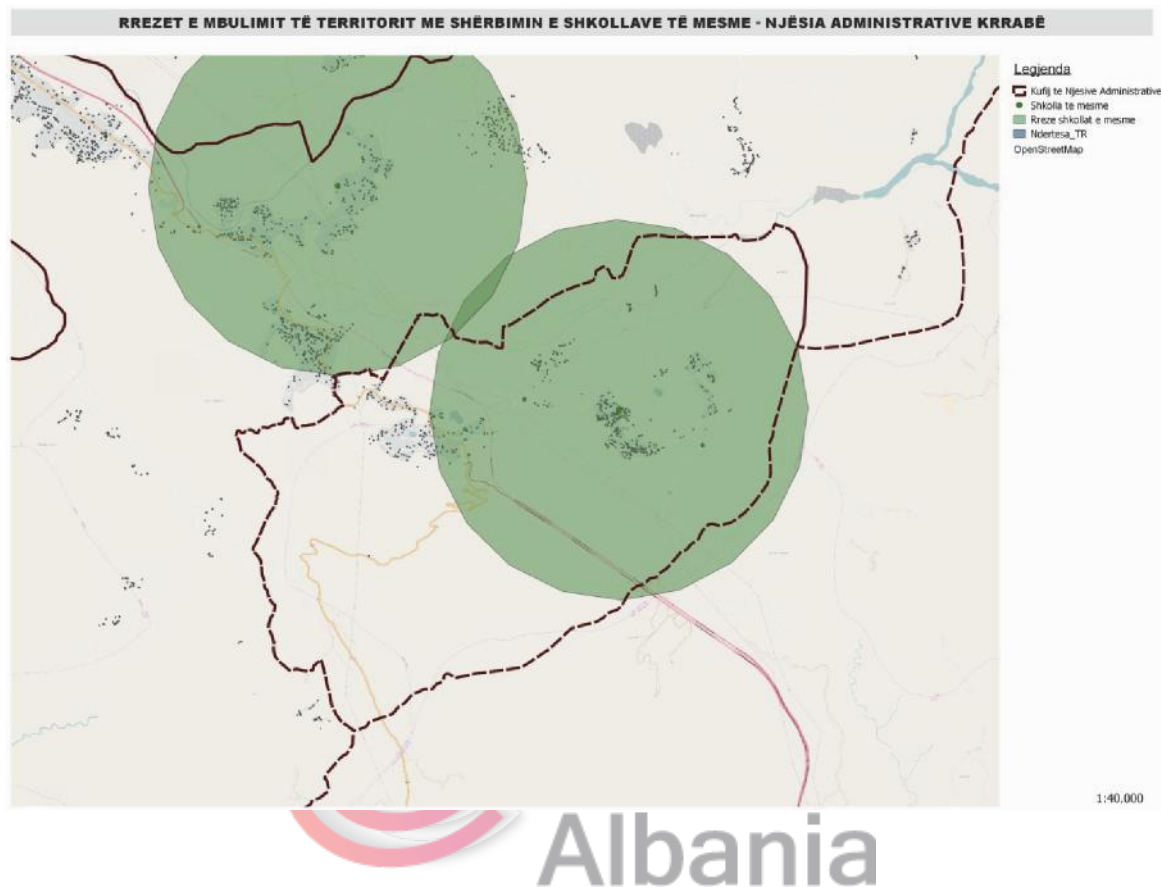 RREZET E MBULIMIT TË TERRITORIT ME SHËRBIMIN E SHKOLLAVE TË MESME - NJËSIA ADMINISTRATIVE KRRABË
Legjenda
Kufij te Njesive Administrative
Shkolla te mesme
Rreze shkollat e mesme
Ndertesa_TR
OpenStreetMap
1:40.000
Albania